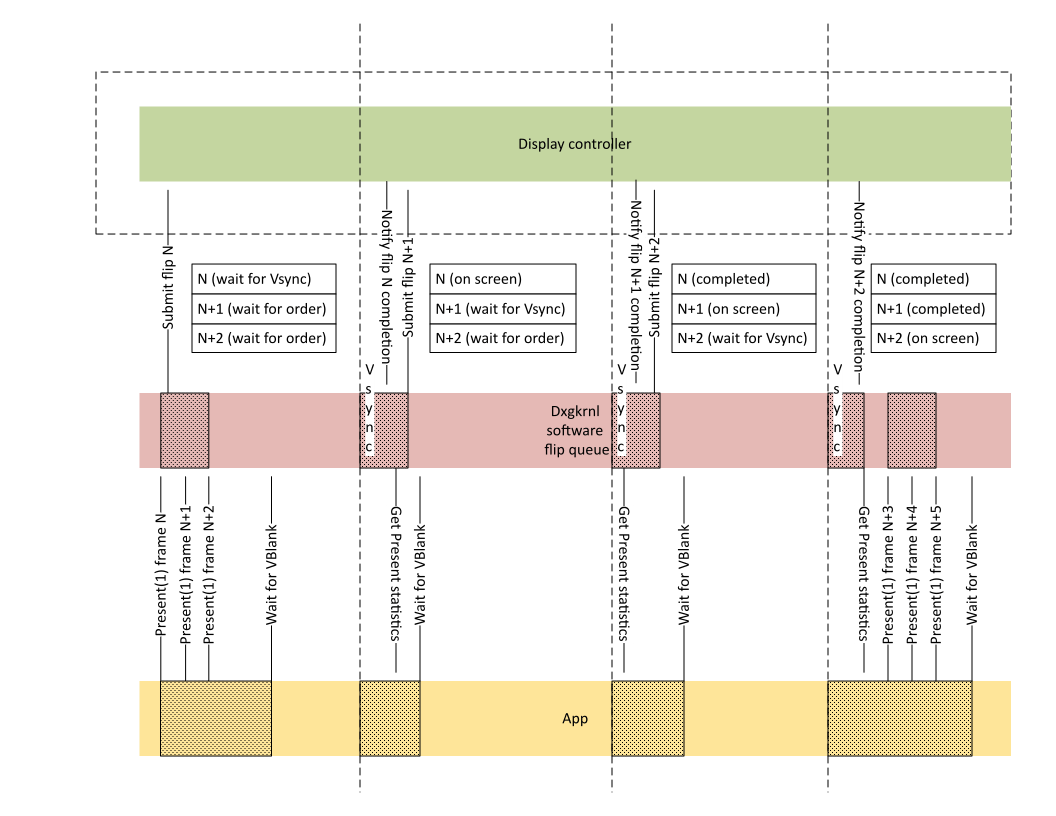 Display controller
Submit flip N
Notify flip N completion
Submit flip N+1
Notify flip N+1 completion
Submit flip N+2
Notify flip N+2 completion
N (wait for Vsync)
N+1 (wait for order)
N+2 (wait for order)
N (on screen)
N+1 (wait for Vsync)
N+2 (wait for order)
N (completed)
N+1 (on screen)
N+2 (wait for Vsync)
N (completed)
N+1 (completed)
N+2 (on screen)
Vsync
Vsync
Vsync
Dxgkrnl
software
flip queue
Present(1) frame N
Present(1) frame N+1
Present(1) frame N+2
Wait for VBlank
Get Present statistics
Wait for VBlank
Get Present statistics
Wait for VBlank
Get Present statistics
Present(1) frame N+3
Present(1) frame N+4
Present(1) frame N+5
Wait for VBlank
App